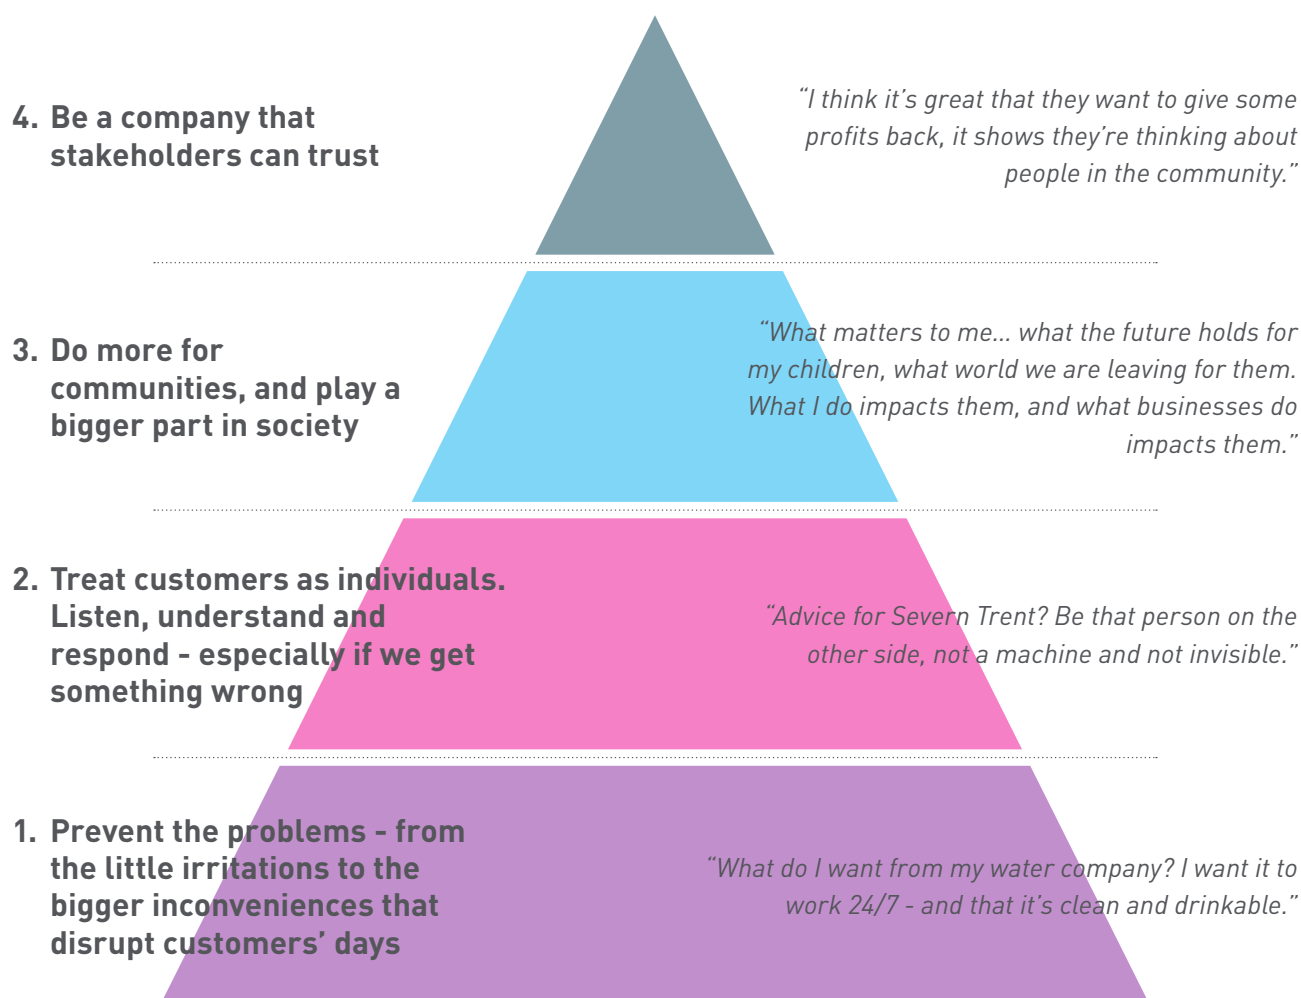 4. Be a company that
stakeholders can trust
“I think it’s great that they want to give some
profits back, it shows they’re thinking about
people in the community.”
3. Do more for
communities, and play a
bigger part in society
“What matters to me... what the future holds for
my children, what world we are leaving for them.
What I do impacts them, and what businesses do
impacts them.”
2. Treat customers as individuals.
Listen, understand and
respond - especially if we get
something wrong
“Advice for Severn Trent? Be that person on the
other side, not a machine and not invisible.”
1. Prevent the problems - from
the little irritations to the
bigger inconveniences that
disrupt customers’ days
“What do I want from my water company? I want it to
work 24/7 - and that it’s clean and drinkable.”